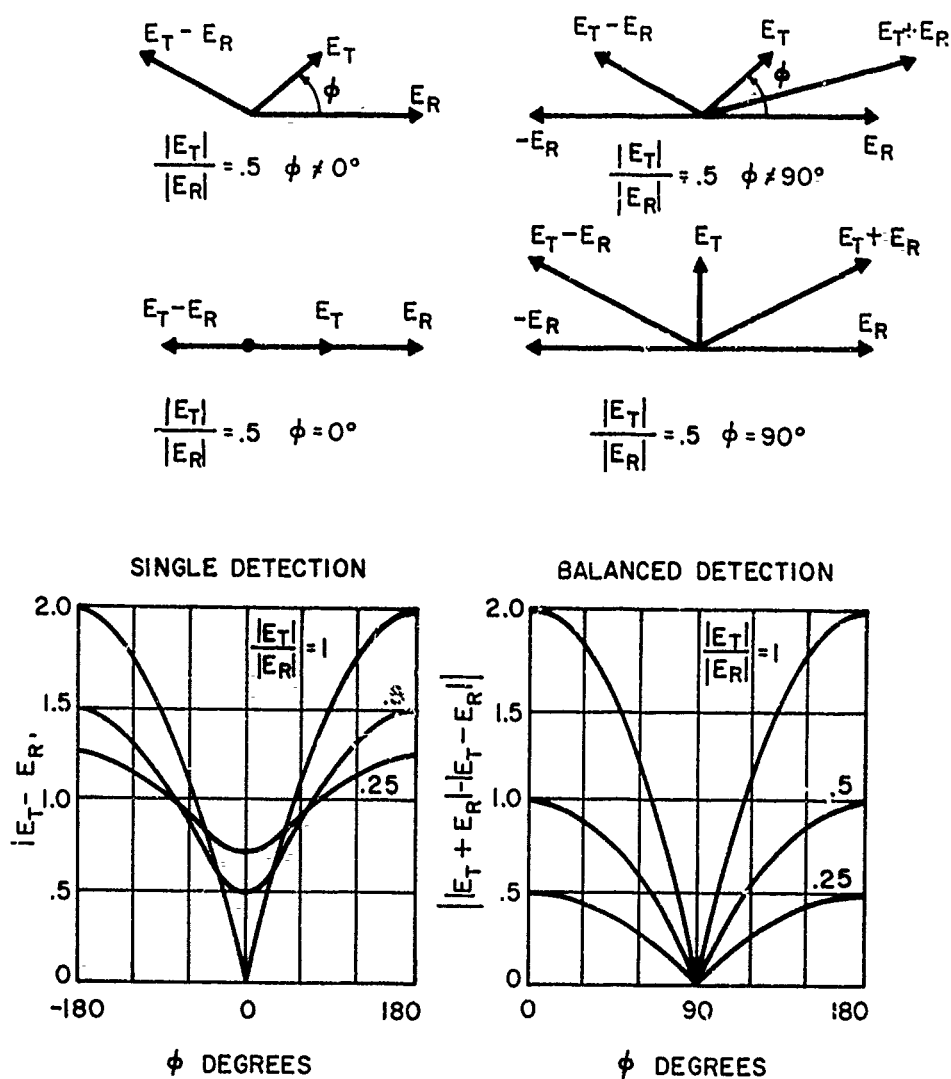 E_T − E_R
E_T
φ
E_R
|E_T| / |E_R| = .5 φ ≠ 0°
E_T − E_R
E_T
E_T + E_R
φ
−E_R
E_R
|E_T| / |E_R| = .5 φ ≠ 90°
E_T − E_R
E_T
E_R
|E_T| / |E_R| = .5 φ = 0°
E_T − E_R
E_T
E_T + E_R
−E_R
E_R
|E_T| / |E_R| = .5 φ = 90°
SINGLE DETECTION
|E_T − E_R|
2.0
1.5
1.0
.5
0
|E_T| / |E_R| = 1
.5
.25
-180
0
180
φ DEGREES
BALANCED DETECTION
||E_T + E_R| − |E_T − E_R||
2.0
1.5
1.0
.5
0
|E_T| / |E_R| = 1
.5
.25
0
90
180
φ DEGREES